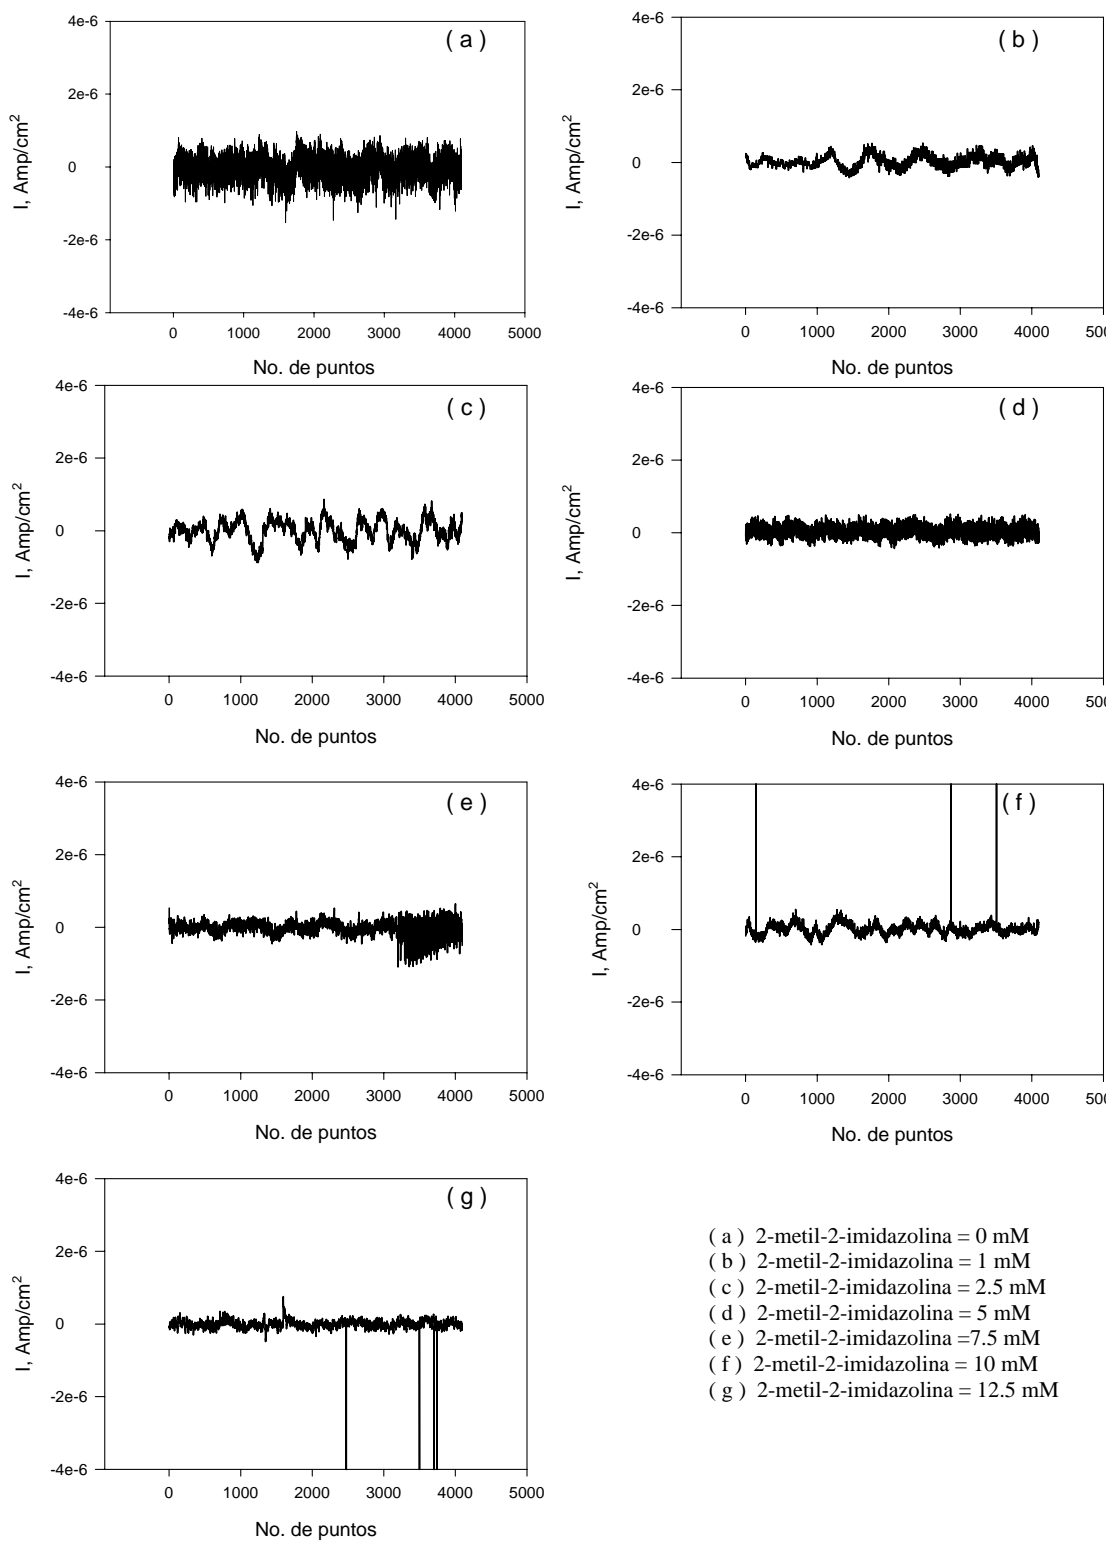 ( a )
4e-6
2e-6
0
-2e-6
-4e-6
I, Amp/cm²
0 1000 2000 3000 4000 5000
No. de puntos
( b )
4e-6
2e-6
0
-2e-6
-4e-6
I, Amp/cm²
0 1000 2000 3000 4000
No. de puntos
( c )
4e-6
2e-6
0
-2e-6
-4e-6
I, Amp/cm²
0 1000 2000 3000 4000 5000
No. de puntos
( d )
4e-6
2e-6
0
-2e-6
-4e-6
I, Amp/cm²
0 1000 2000 3000 4000
No. de puntos
( e )
4e-6
2e-6
0
-2e-6
-4e-6
I, Amp/cm²
0 1000 2000 3000 4000 5000
No. de puntos
( f )
4e-6
2e-6
0
-2e-6
-4e-6
I, Amp/cm²
0 1000 2000 3000 4000
No. de puntos
( g )
4e-6
2e-6
0
-2e-6
-4e-6
I, Amp/cm²
0 1000 2000 3000 4000 5000
No. de puntos
( a ) 2-metil-2-imidazolina = 0 mM
( b ) 2-metil-2-imidazolina = 1 mM
( c ) 2-metil-2-imidazolina = 2.5 mM
( d ) 2-metil-2-imidazolina = 5 mM
( e ) 2-metil-2-imidazolina =7.5 mM
( f ) 2-metil-2-imidazolina = 10 mM
( g ) 2-metil-2-imidazolina = 12.5 mM